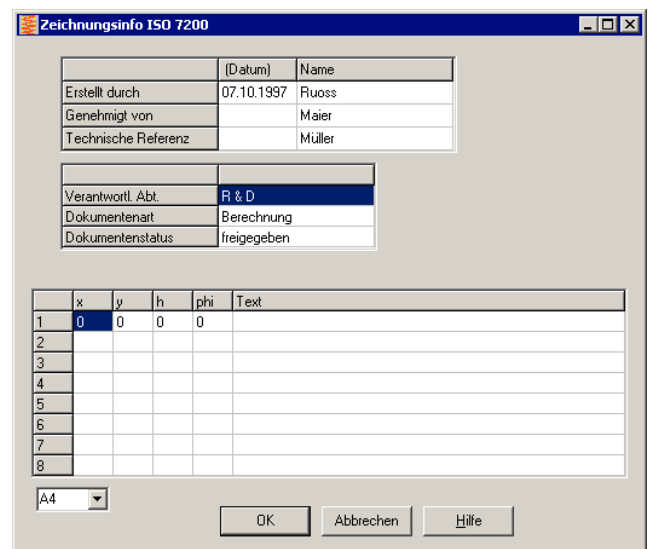 Zeichnungsinfo ISO 7200
(Datum) Name
Erstellt durch 07.10.1997 Ruoss
Genehmigt von Maier
Technische Referenz Müller
Verantwortl. Abt. R & D
Dokumentenart Berechnung
Dokumentenstatus freigegeben
x y h phi Text
1 0 0 0 0
2
3
4
5
6
7
8
A4
OK Abbrechen Hilfe